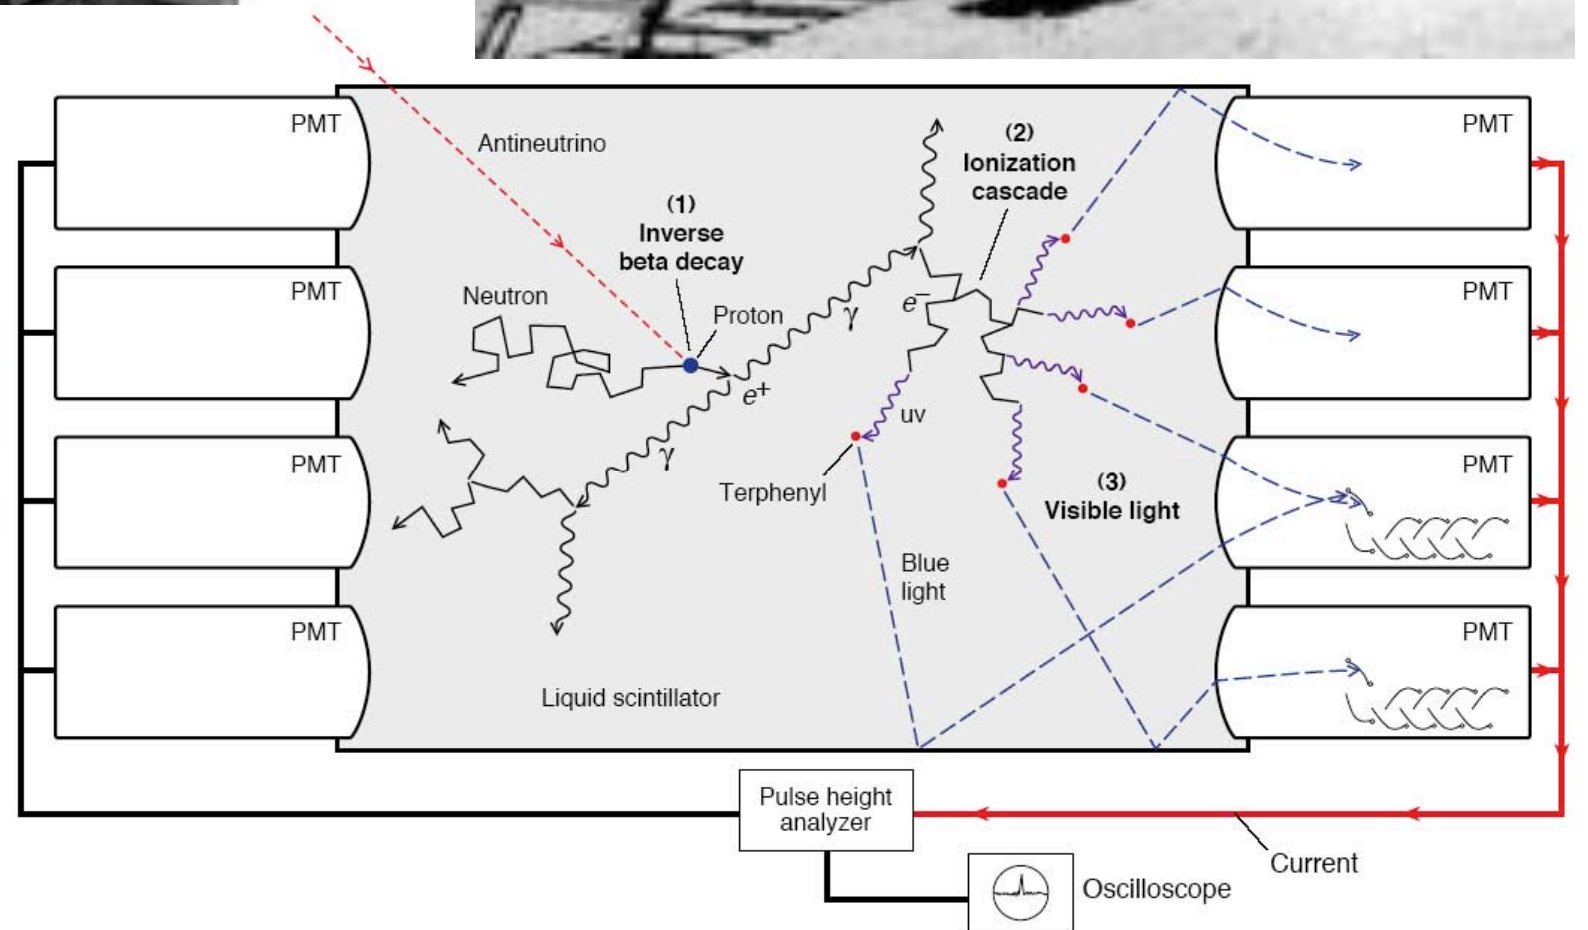 PMT
PMT
PMT
PMT
Antineutrino
(1)
Inverse
beta decay
Neutron
Proton
e+
γ
γ
(2)
Ionization
cascade
e−
uv
Terphenyl
(3)
Visible light
Blue
light
Liquid scintillator
PMT
PMT
PMT
PMT
Pulse height
analyzer
Current
Oscilloscope